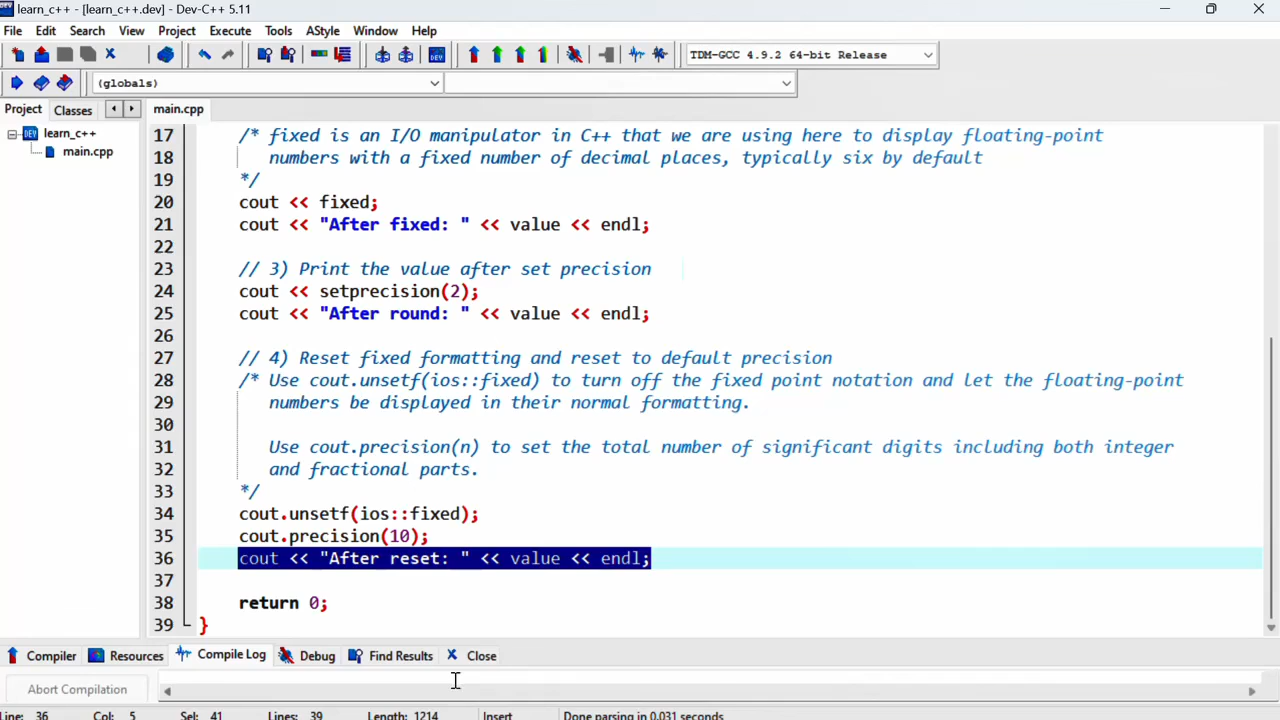 learn_c++ - [learn_c++.dev] - Dev-C++ 5.11
File Edit Search View Project Execute Tools AStyle Window Help
TDM-GCC 4.9.2 64-bit Release
(globals)
Project Classes main.cpp
learn_c++
main.cpp
17 /* fixed is an I/O manipulator in C++ that we are using here to display floating-point
18 numbers with a fixed number of decimal places, typically six by default
19 */
20 cout << fixed;
21 cout << "After fixed: " << value << endl;
22
23 // 3) Print the value after set precision
24 cout << setprecision(2);
25 cout << "After round: " << value << endl;
26
27 // 4) Reset fixed formatting and reset to default precision
28 /* Use cout.unsetf(ios::fixed) to turn off the fixed point notation and let the floating-point
29 numbers be displayed in their normal formatting.
30
31 Use cout.precision(n) to set the total number of significant digits including both integer
32 and fractional parts.
33 */
34 cout.unsetf(ios::fixed);
35 cout.precision(10);
36 cout << "After reset: " << value << endl;
37
38 return 0;
39 }
Compiler Resources Compile Log Debug Find Results Close
Abort Compilation
Line: 36 Col: 5 Sel: 41 Lines: 39 Length: 1214 Insert Done parsing in 0.031 seconds